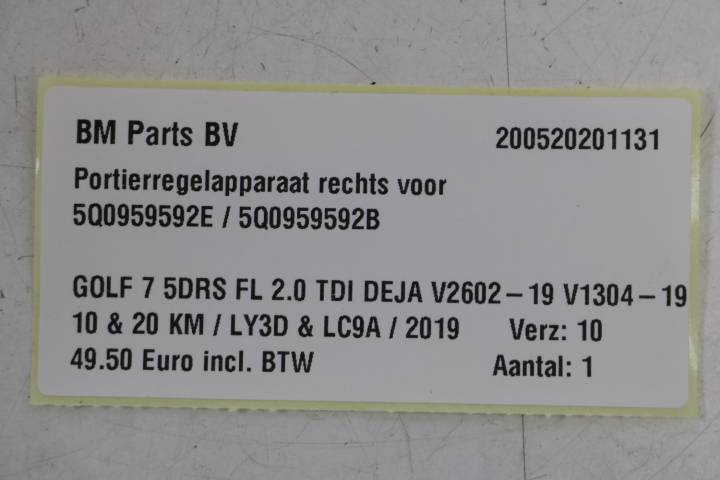 BM Parts BV 200520201131
Portierregelapparaat rechts voor
5Q0959592E / 5Q0959592B
GOLF 7 5DRS FL 2.0 TDI DEJA V2602-19 V1304-19
10 & 20 KM / LY3D & LC9A / 2019 Verz: 10
49.50 Euro incl. BTW Aantal: 1